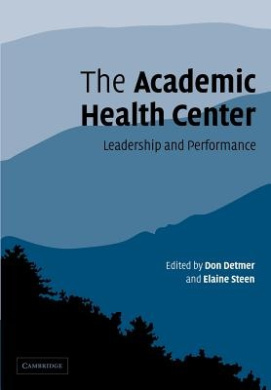 The Academic
Health Center
Leadership and Performance
Edited by Don Detmer
and Elaine Steen
CAMBRIDGE